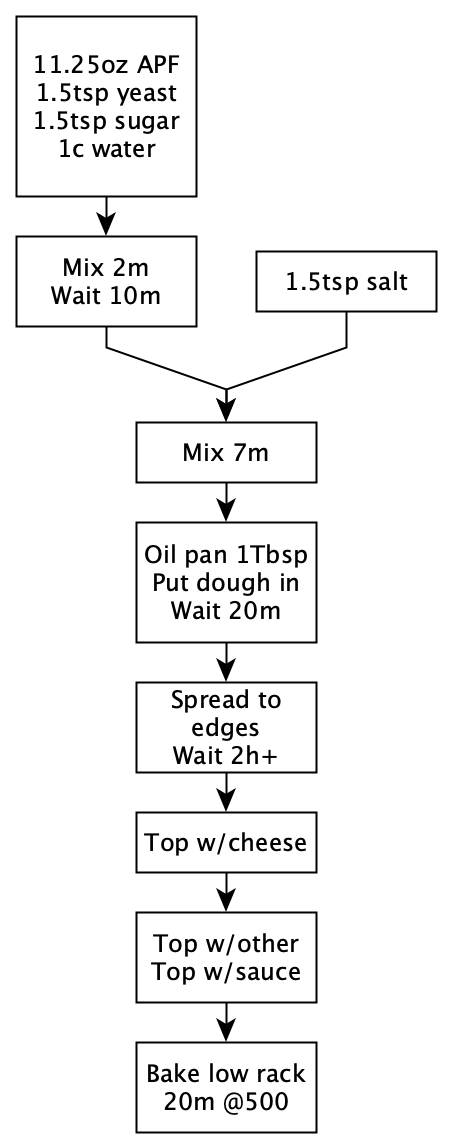 11.25oz APF
1.5tsp yeast
1.5tsp sugar
1c water
Mix 2m
Wait 10m
1.5tsp salt
Mix 7m
Oil pan 1Tbsp
Put dough in
Wait 20m
Spread to
edges
Wait 2h+
Top w/cheese
Top w/other
Top w/sauce
Bake low rack
20m @500